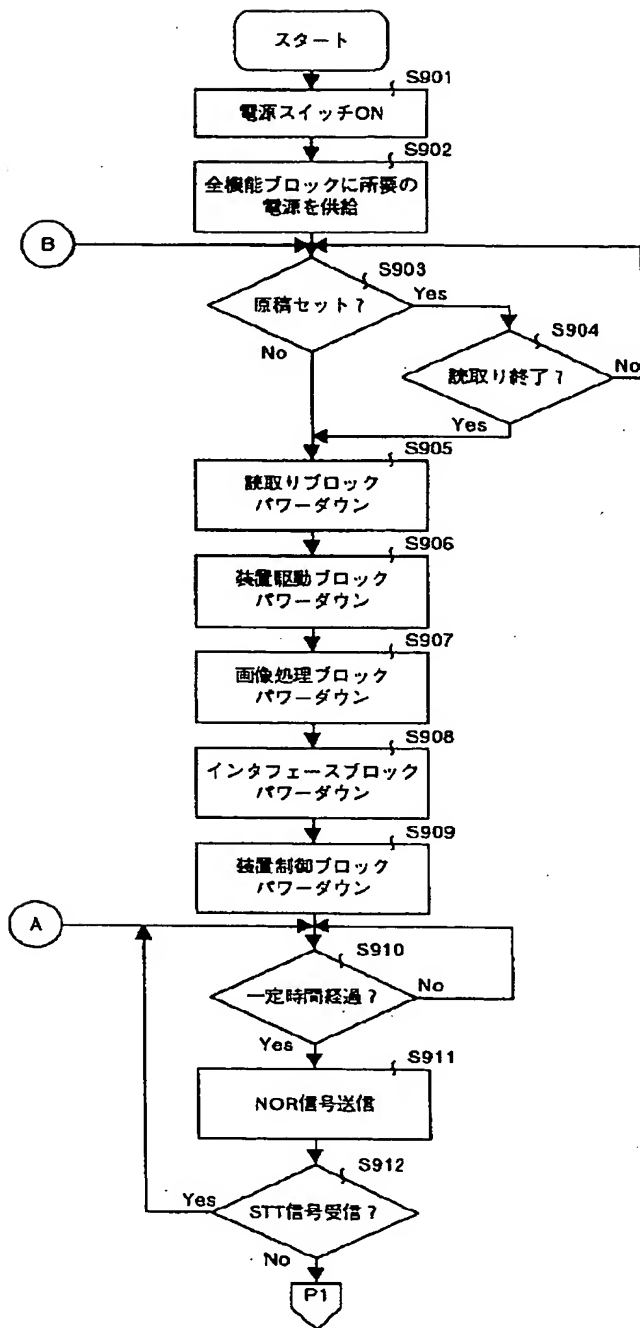 スタート
S901
電源スイッチON
S902
全機能ブロックに所要の
電源を供給
B
S903
原稿セット?
Yes
No
S904
読取り終了?
No
Yes
S905
読取りブロック
パワーダウン
S906
装置駆動ブロック
パワーダウン
S907
画像処理ブロック
パワーダウン
S908
インタフェースブロック
パワーダウン
S909
装置制御ブロック
パワーダウン
A
S910
一定時間経過?
No
Yes
S911
NOR信号送信
S912
Yes
STT信号受信?
No
P1